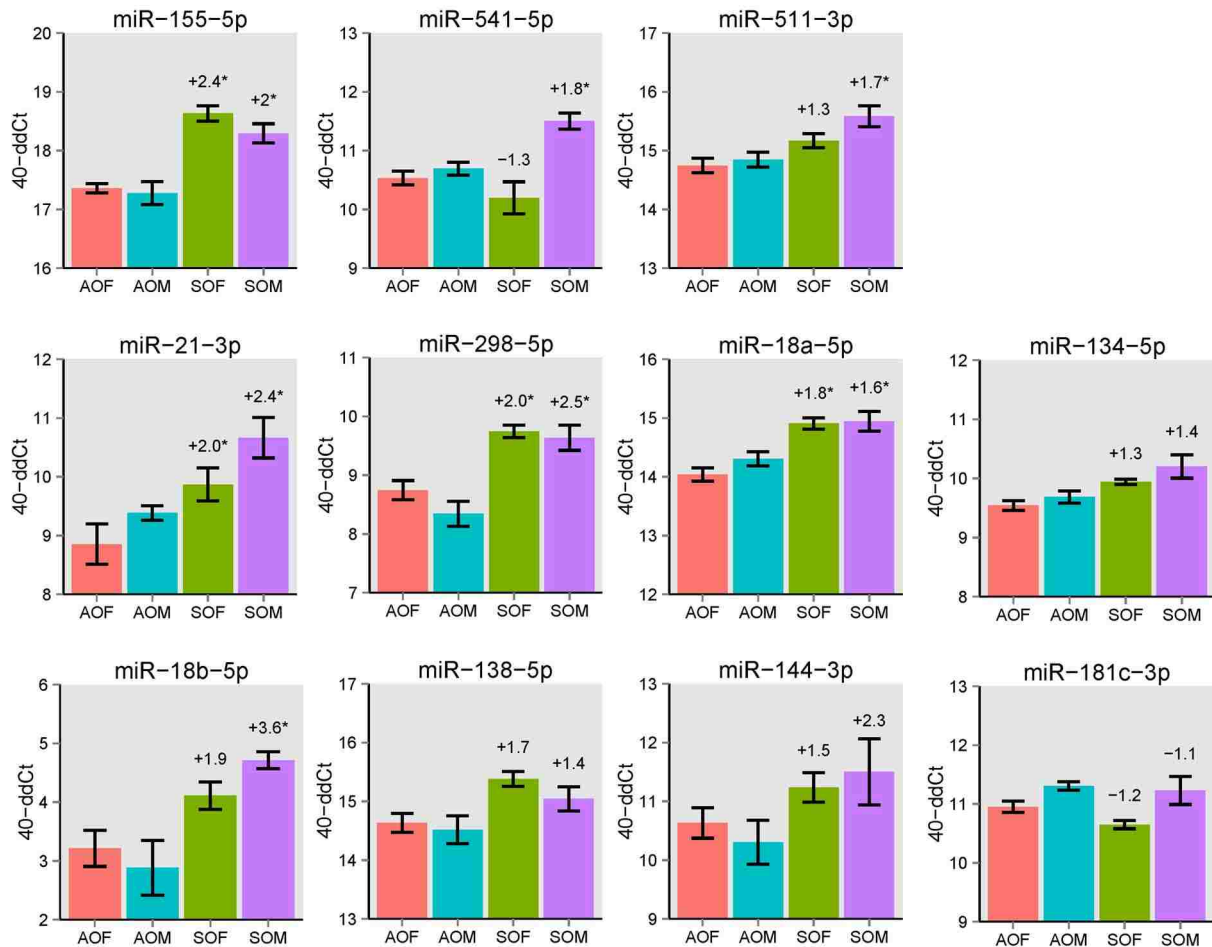 miR−155−5p
20
19
18
17
16
40−ddCt
+2.4*
+2*
AOF AOM SOF SOM
miR−541−5p
13
12
11
10
9
40−ddCt
−1.3
+1.8*
AOF AOM SOF SOM
miR−511−3p
17
16
15
14
13
40−ddCt
+1.3
+1.7*
AOF AOM SOF SOM
miR−21−3p
12
11
10
9
8
40−ddCt
+2.0*
+2.4*
AOF AOM SOF SOM
miR−298−5p
11
10
9
8
7
40−ddCt
+2.0*
+2.5*
AOF AOM SOF SOM
miR−18a−5p
16
15
14
13
12
40−ddCt
+1.8*
+1.6*
AOF AOM SOF SOM
miR−134−5p
12
11
10
9
8
40−ddCt
+1.3
+1.4
AOF AOM SOF SOM
miR−18b−5p
6
5
4
3
2
40−ddCt
+1.9
+3.6*
AOF AOM SOF SOM
miR−138−5p
17
16
15
14
13
40−ddCt
+1.7
+1.4
AOF AOM SOF SOM
miR−144−3p
13
12
11
10
9
40−ddCt
+1.5
+2.3
AOF AOM SOF SOM
miR−181c−3p
13
12
11
10
9
40−ddCt
−1.2
−1.1
AOF AOM SOF SOM